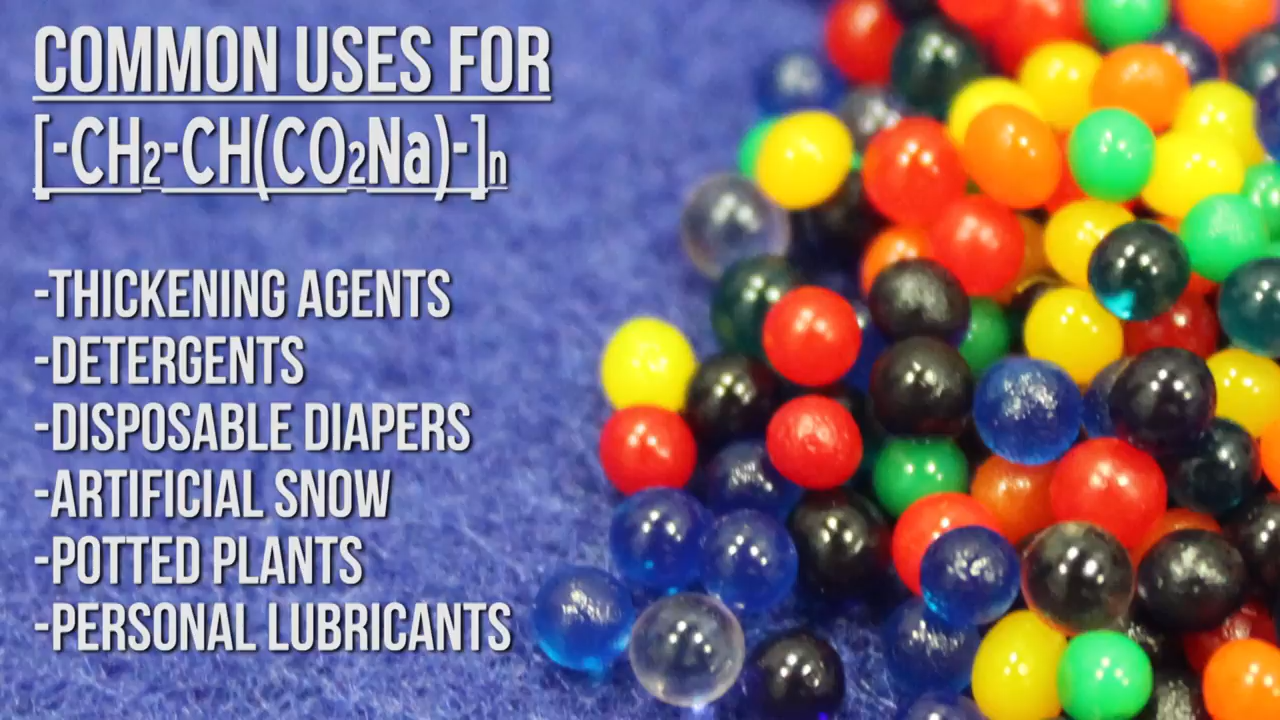 COMMON USES FOR
[-CH₂-CH(CO₂Na)-]ₙ
-THICKENING AGENTS
-DETERGENTS
-DISPOSABLE DIAPERS
-ARTIFICIAL SNOW
-POTTED PLANTS
-PERSONAL LUBRICANTS